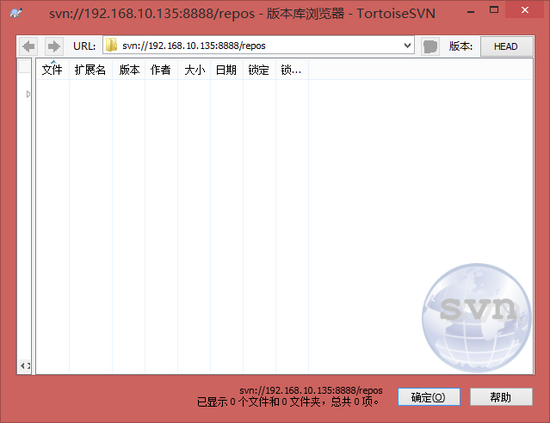 svn://192.168.10.135:8888/repos - 版本库浏览器 - TortoiseSVN
URL: svn://192.168.10.135:8888/repos 版本: HEAD
文件 扩展名 版本 作者 大小 日期 锁定 锁...
svn
svn://192.168.10.135:8888/repos
已显示 0 个文件和 0 文件夹，总共 0 项。
确定(O) 帮助